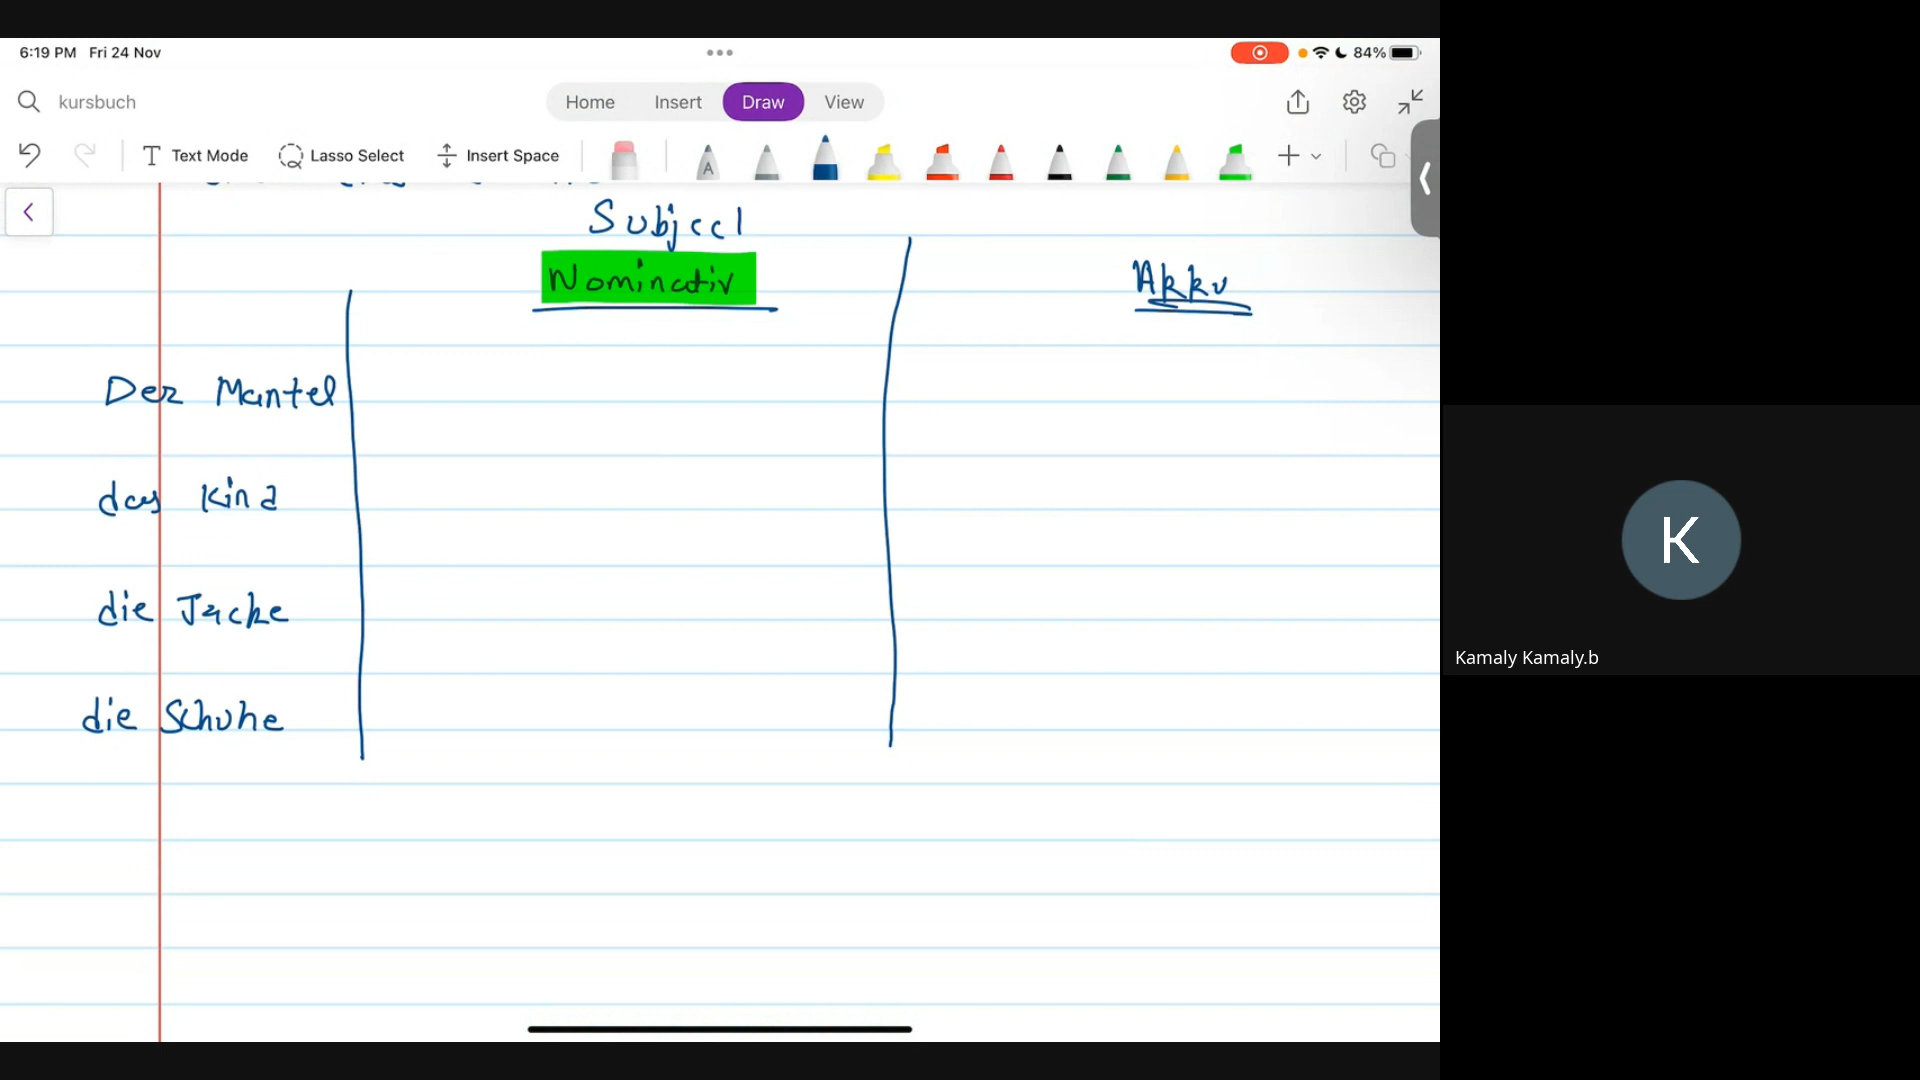 6:19 PM Fri 24 Nov
84%
kursbuch
Home Insert Draw View
Text Mode Lasso Select Insert Space
A
Subject
Nominativ
Akku
Der Mantel
das Kind
die Jacke
die Schuhe
K
Kamaly Kamaly.b